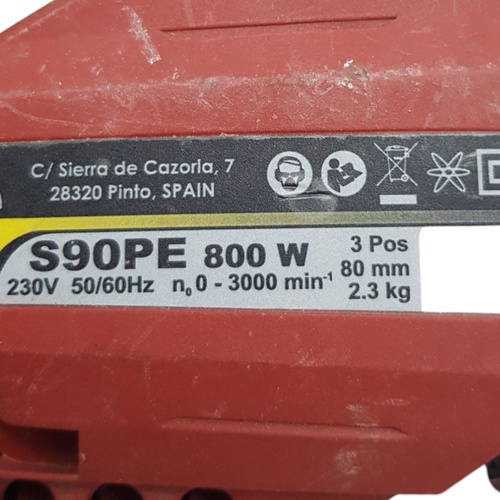 C/ Sierra de Cazorla, 7
28320 Pinto, SPAIN
S90PE 800 W
3 Pos
230V 50/60Hz n₀ 0 - 3000 min⁻¹
80 mm
2.3 kg